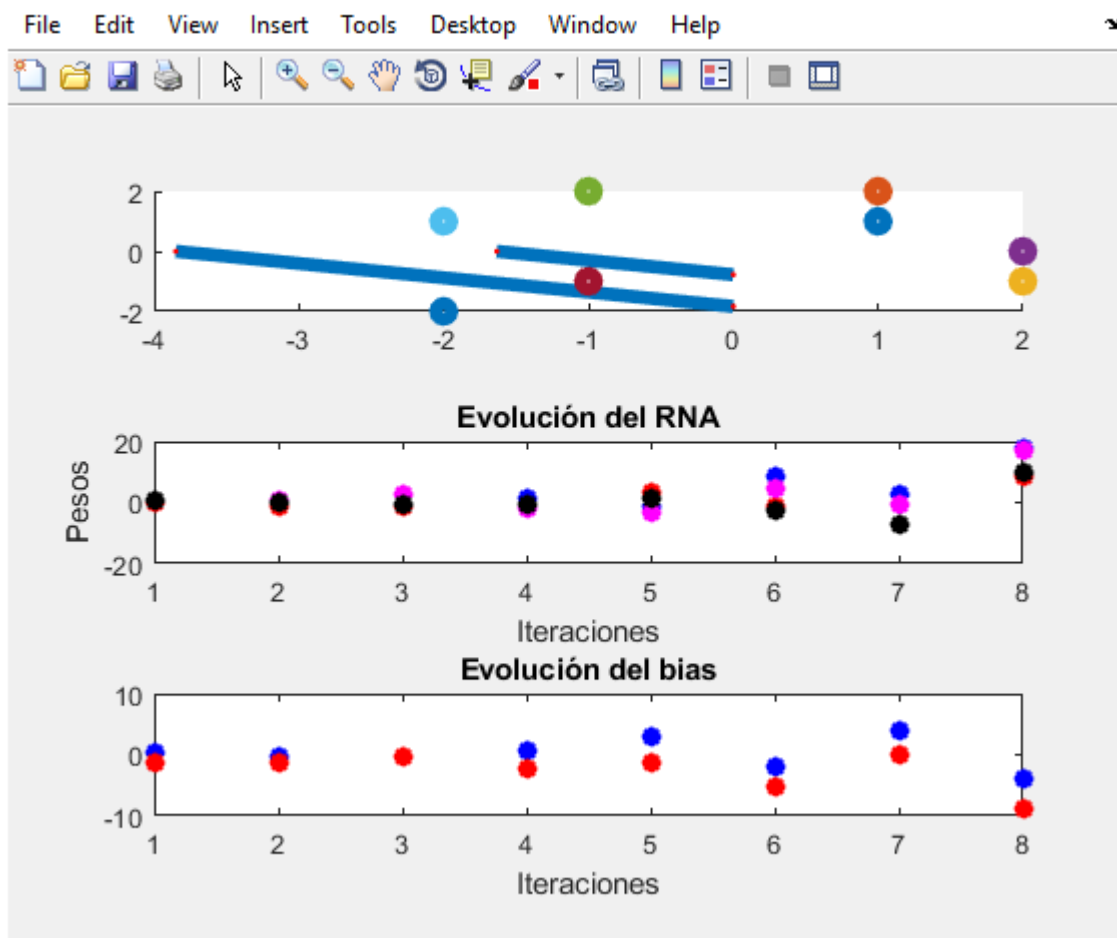 File Edit View Insert Tools Desktop Window Help
2
0
-2
-4 -3 -2 -1 0 1 2
Evolución del RNA
20
0
-20
Pesos
1 2 3 4 5 6 7 8
Iteraciones
Evolución del bias
10
0
-10
1 2 3 4 5 6 7 8
Iteraciones